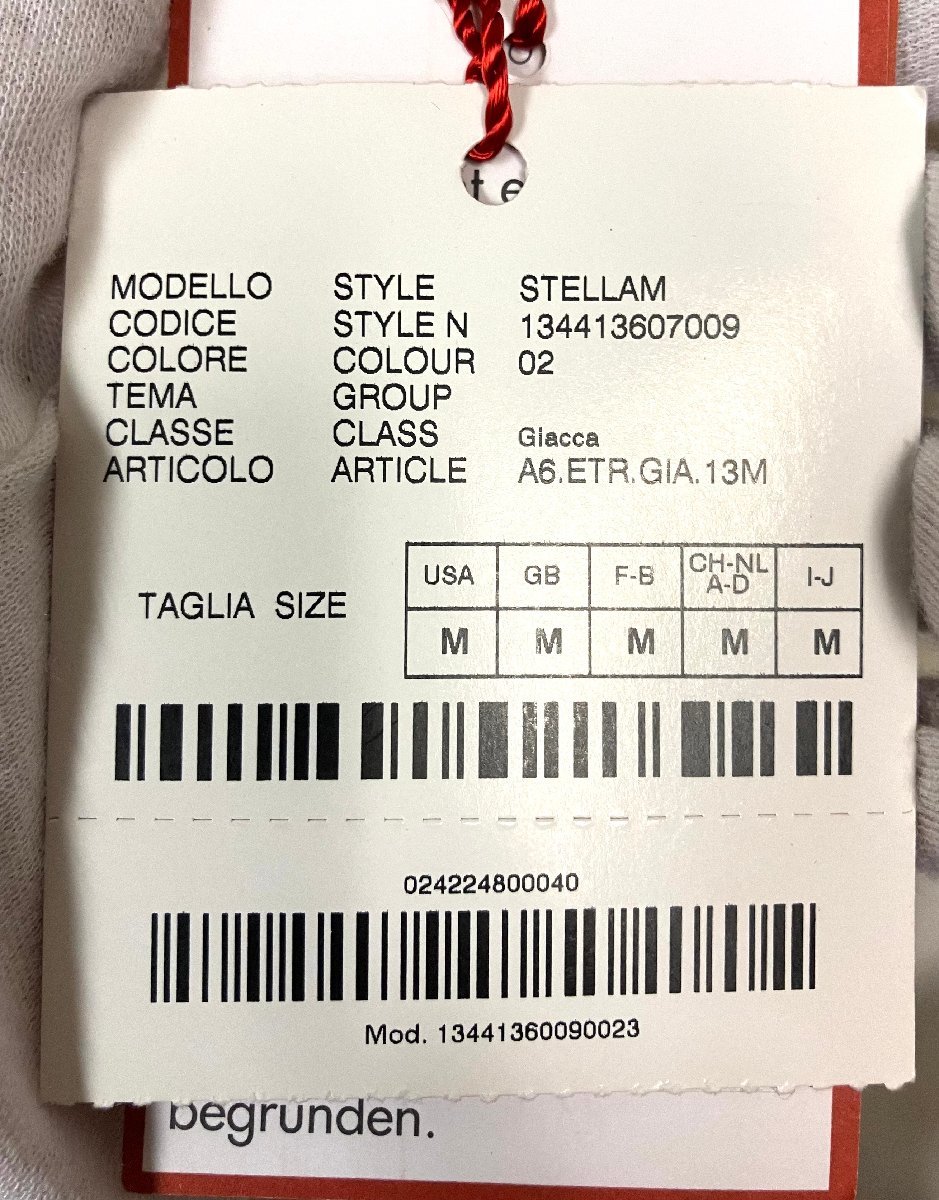 te
MODELLO STYLE STELLAM
CODICE STYLE N 134413607009
COLORE COLOUR 02
TEMA GROUP
CLASSE CLASS Giacca
ARTICOLO ARTICLE A6.ETR.GIA.13M
USA GB F-B CH-NL A-D I-J
TAGLIA SIZE
M M M M M
024224800040
Mod. 13441360090023
begrunden.